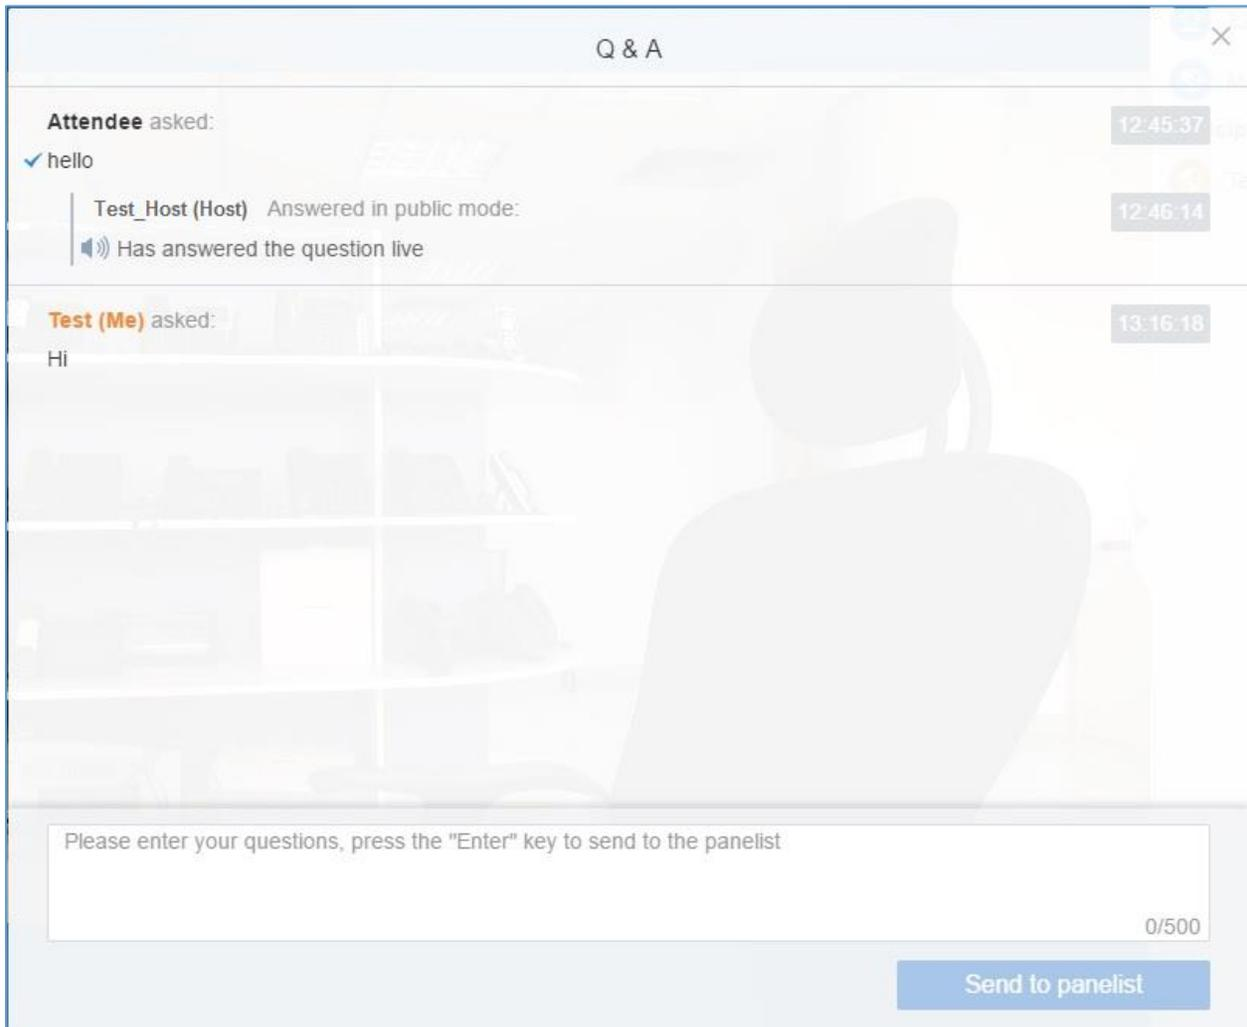 Q & A
Attendee asked: 12:45:37
hello
Test_Host (Host) Answered in public mode: 12:46:14
Has answered the question live
Test (Me) asked: 13:16:18
Hi
Please enter your questions, press the "Enter" key to send to the panelist
0/500
Send to panelist